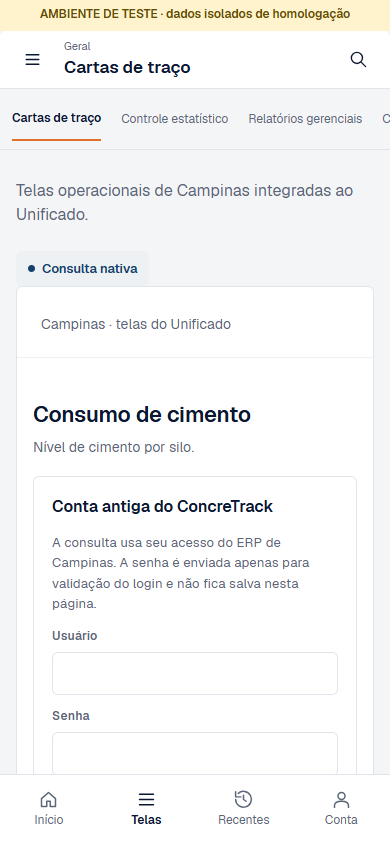 AMBIENTE DE TESTE · dados isolados de homologação
Geral
Cartas de traço
Cartas de traço
Controle estatístico
Relatórios gerenciais
Telas operacionais de Campinas integradas ao
Unificado.
Consulta nativa
Campinas · telas do Unificado
Consumo de cimento
Nível de cimento por silo.
Conta antiga do ConcreTrack
A consulta usa seu acesso do ERP de
Campinas. A senha é enviada apenas para
validação do login e não fica salva nesta
página.
Usuário
Senha
Início
Telas
Recentes
Conta